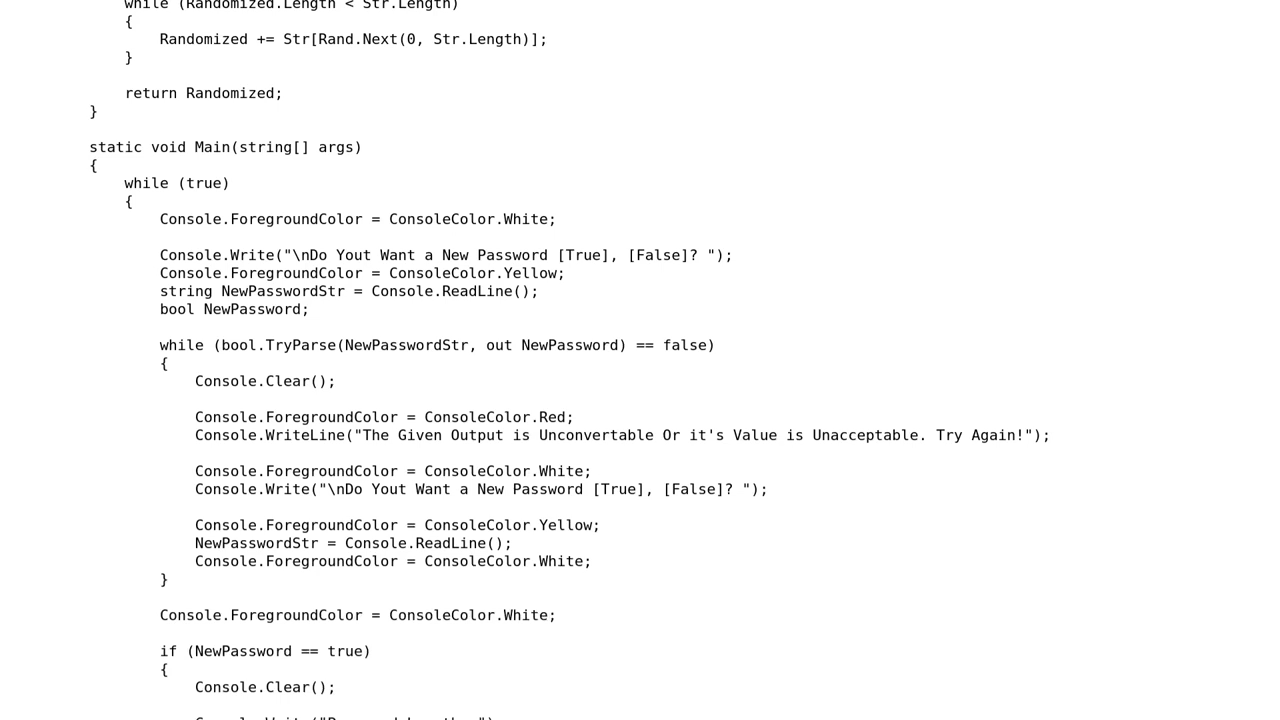 while (Randomized.Length < Str.Length)
{
Randomized += Str[Rand.Next(0, Str.Length)];
}
return Randomized;
}
static void Main(string[] args)
{
while (true)
{
Console.ForegroundColor = ConsoleColor.White;
Console.Write("\nDo Yout Want a New Password [True], [False]? ");
Console.ForegroundColor = ConsoleColor.Yellow;
string NewPasswordStr = Console.ReadLine();
bool NewPassword;
while (bool.TryParse(NewPasswordStr, out NewPassword) == false)
{
Console.Clear();
Console.ForegroundColor = ConsoleColor.Red;
Console.WriteLine("The Given Output is Unconvertable Or it's Value is Unacceptable. Try Again!");
Console.ForegroundColor = ConsoleColor.White;
Console.Write("\nDo Yout Want a New Password [True], [False]? ");
Console.ForegroundColor = ConsoleColor.Yellow;
NewPasswordStr = Console.ReadLine();
Console.ForegroundColor = ConsoleColor.White;
}
Console.ForegroundColor = ConsoleColor.White;
if (NewPassword == true)
{
Console.Clear();